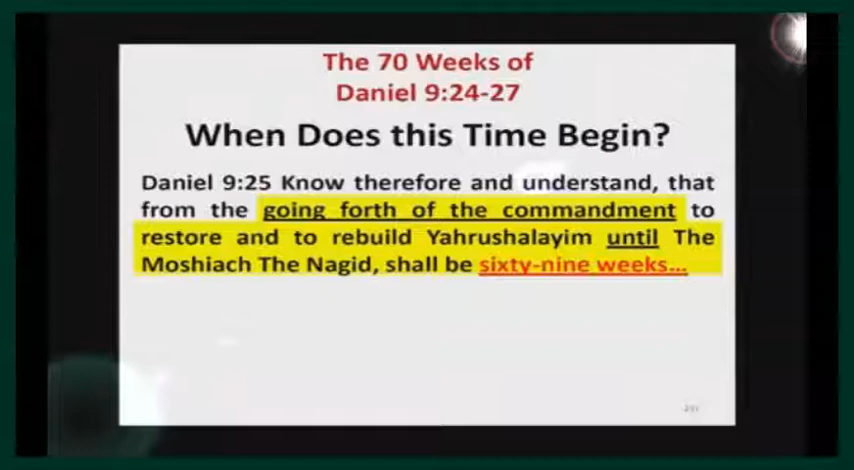 The 70 Weeks of
Daniel 9:24-27
When Does this Time Begin?
Daniel 9:25 Know therefore and understand, that
from the going forth of the commandment to
restore and to rebuild Yahrushalayim until The
Moshiach The Nagid, shall be sixty-nine weeks...